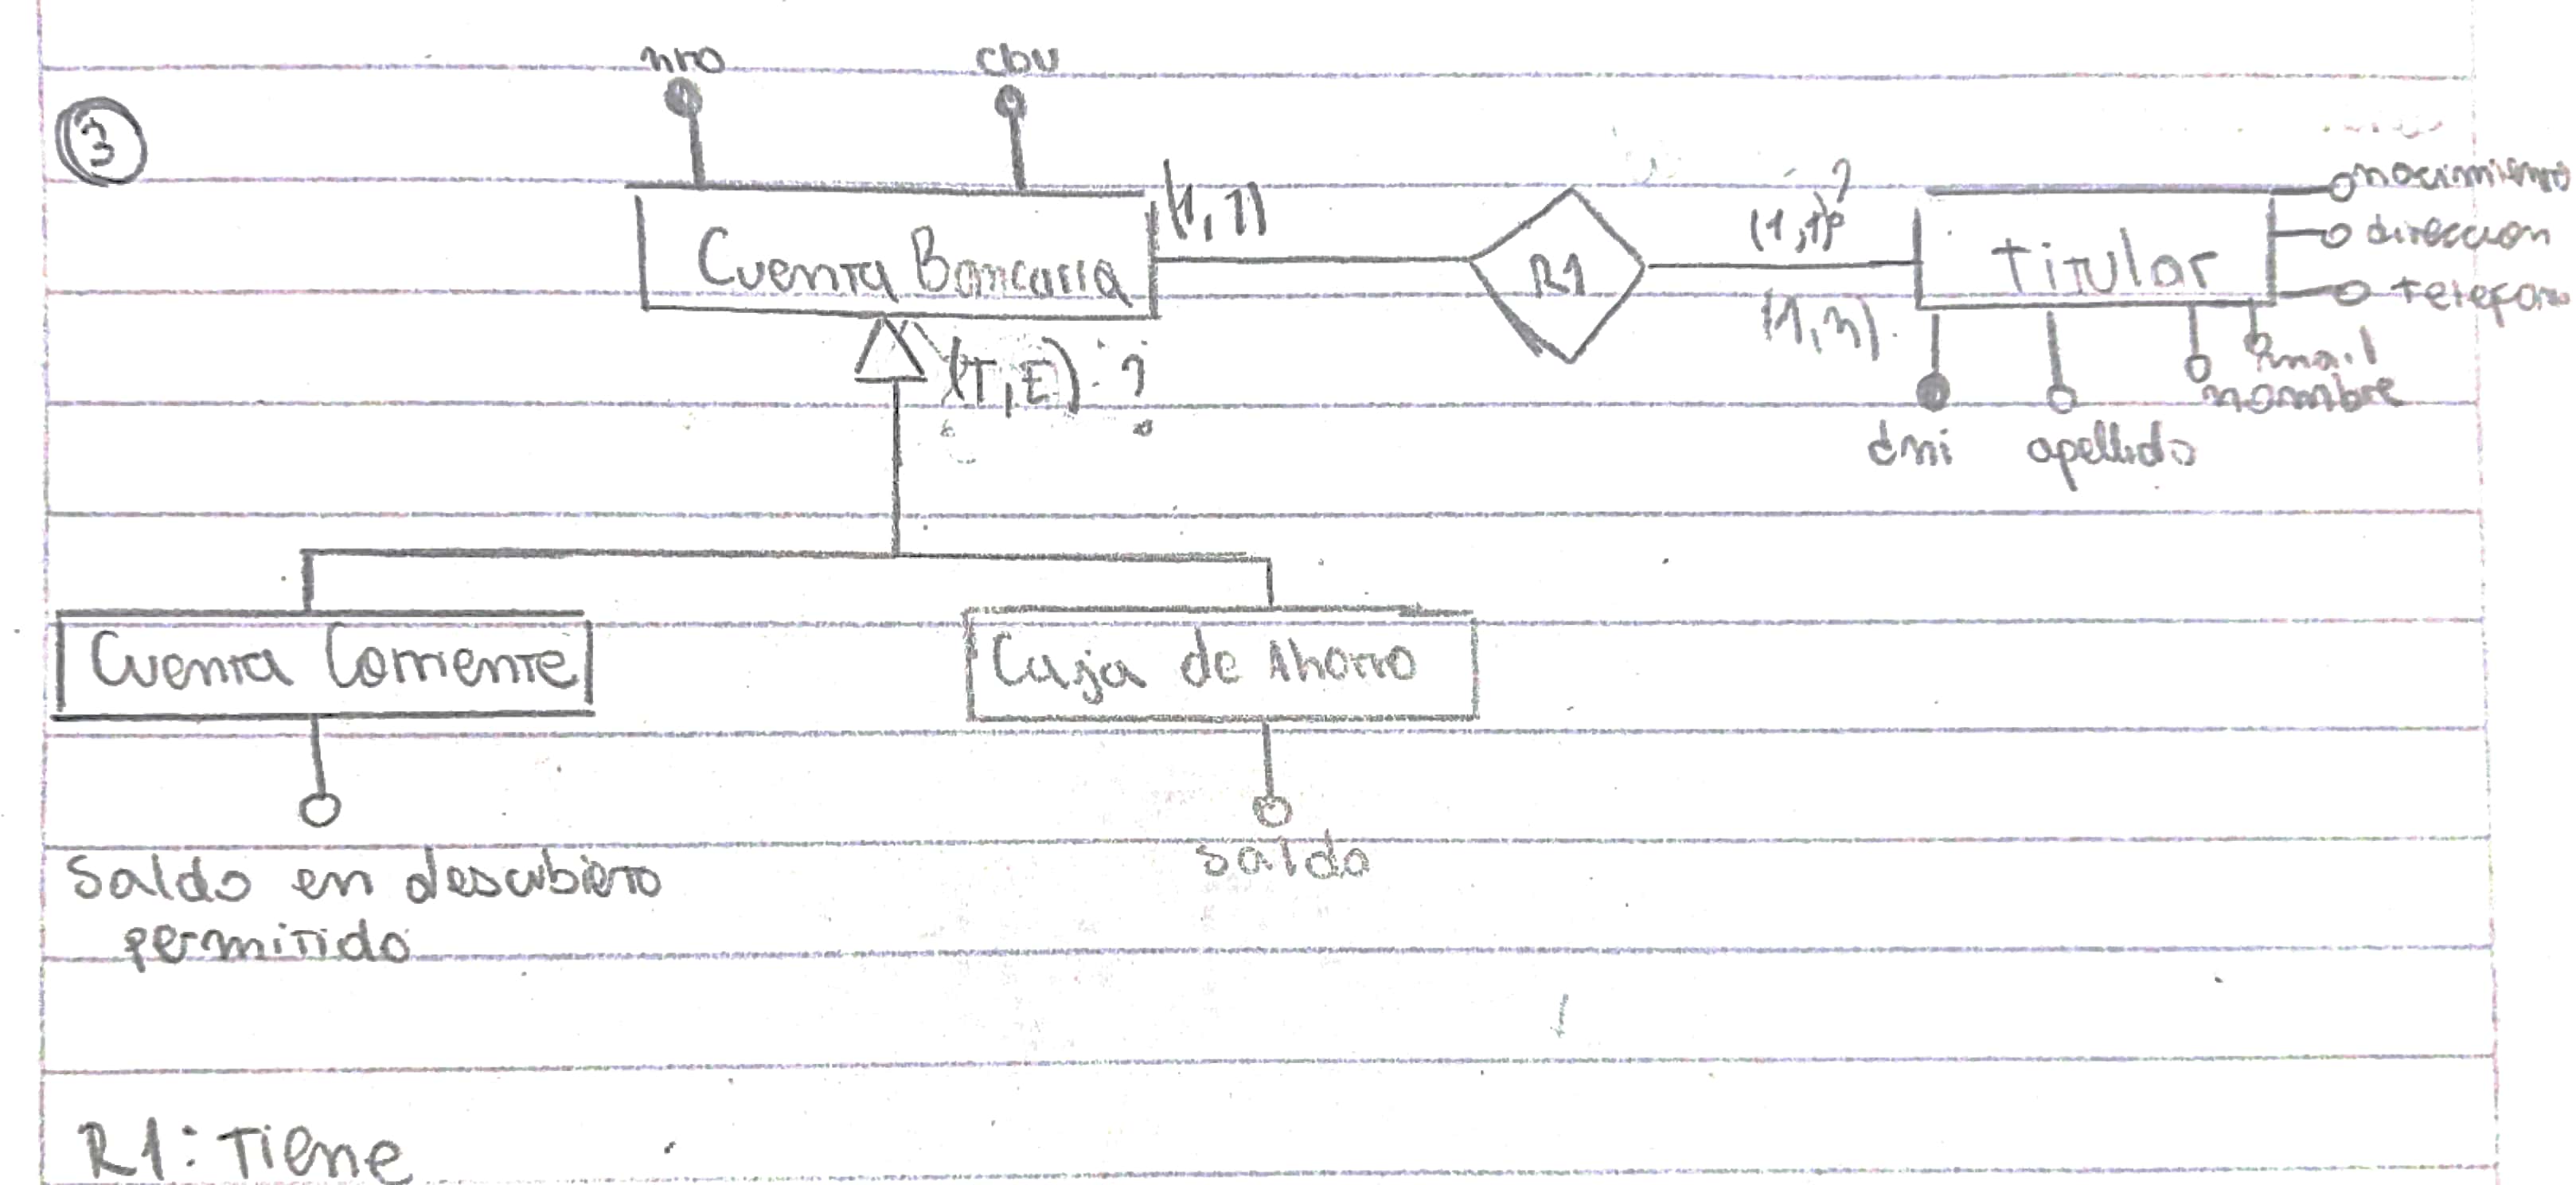 nro
cbu
3
(1,1)
(1,1)?
nacimiento
Cuenta Bancaria
R1
Titular
direccion
telefono
(1,n)
(T,E) ?
email
nombre
dni
apellido
Cuenta Corriente
Caja de Ahorro
Saldo en descubierto
permitido
saldo
R1: Tiene